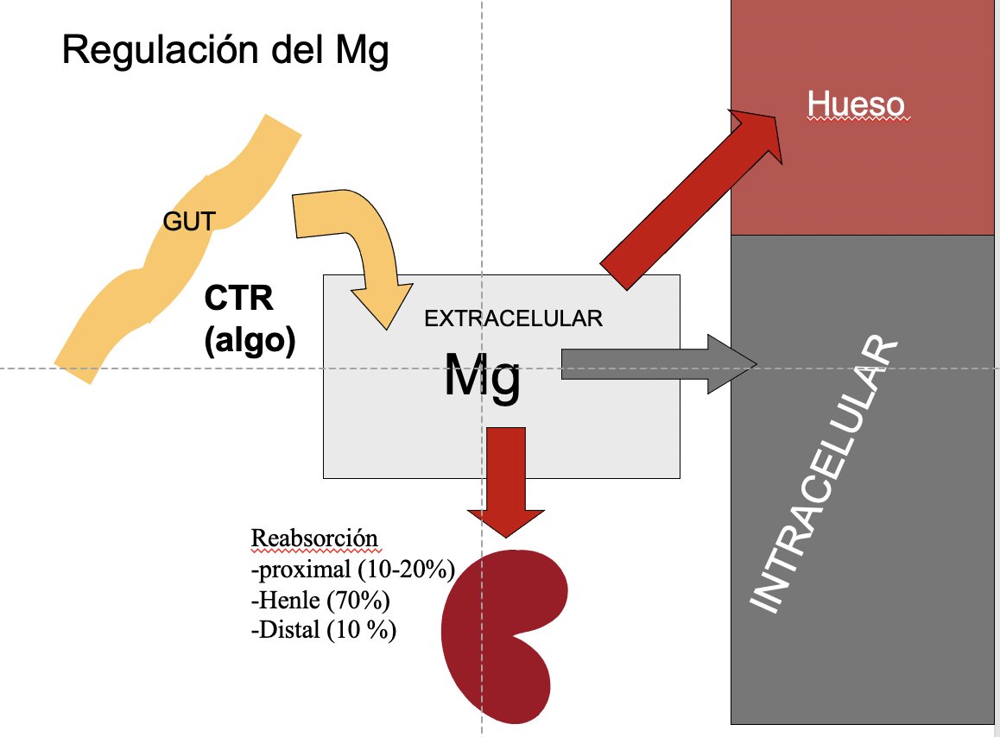 Regulación del Mg
Hueso
GUT
CTR
(algo)
EXTRACELULAR
Mg
INTRACELULAR
Reabsorción
-proximal (10-20%)
-Henle (70%)
-Distal (10 %)